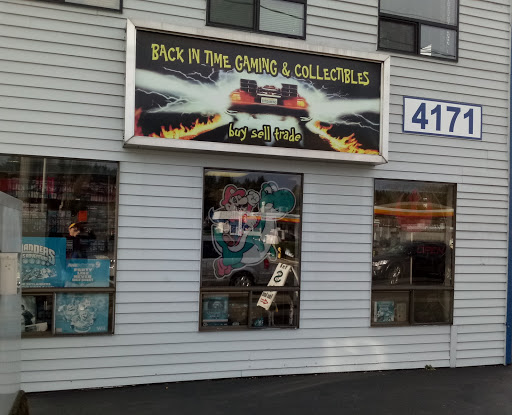 BACK IN TIME GAMING & COLLECTIBLES
buy sell trade
4171